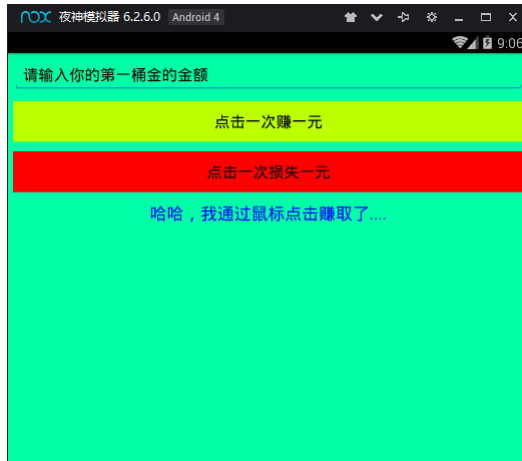 nox 夜神模拟器 6.2.6.0 Android 4
9:06
请输入你的第一桶金的金额
点击一次赚一元
点击一次损失一元
哈哈，我通过鼠标点击赚取了....